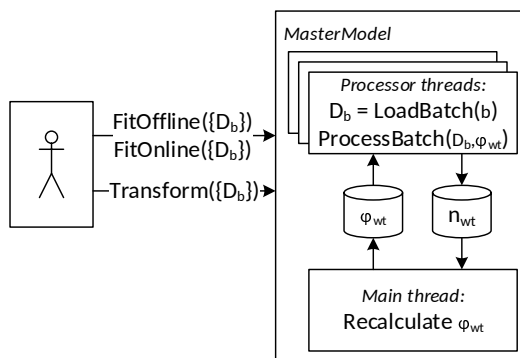 MasterModel
Processor threads:
D_b = LoadBatch(b)
ProcessBatch(D_b,φ_wt)
FitOffline({D_b})
FitOnline({D_b})
Transform({D_b})
φ_wt
n_wt
Main thread:
Recalculate φ_wt